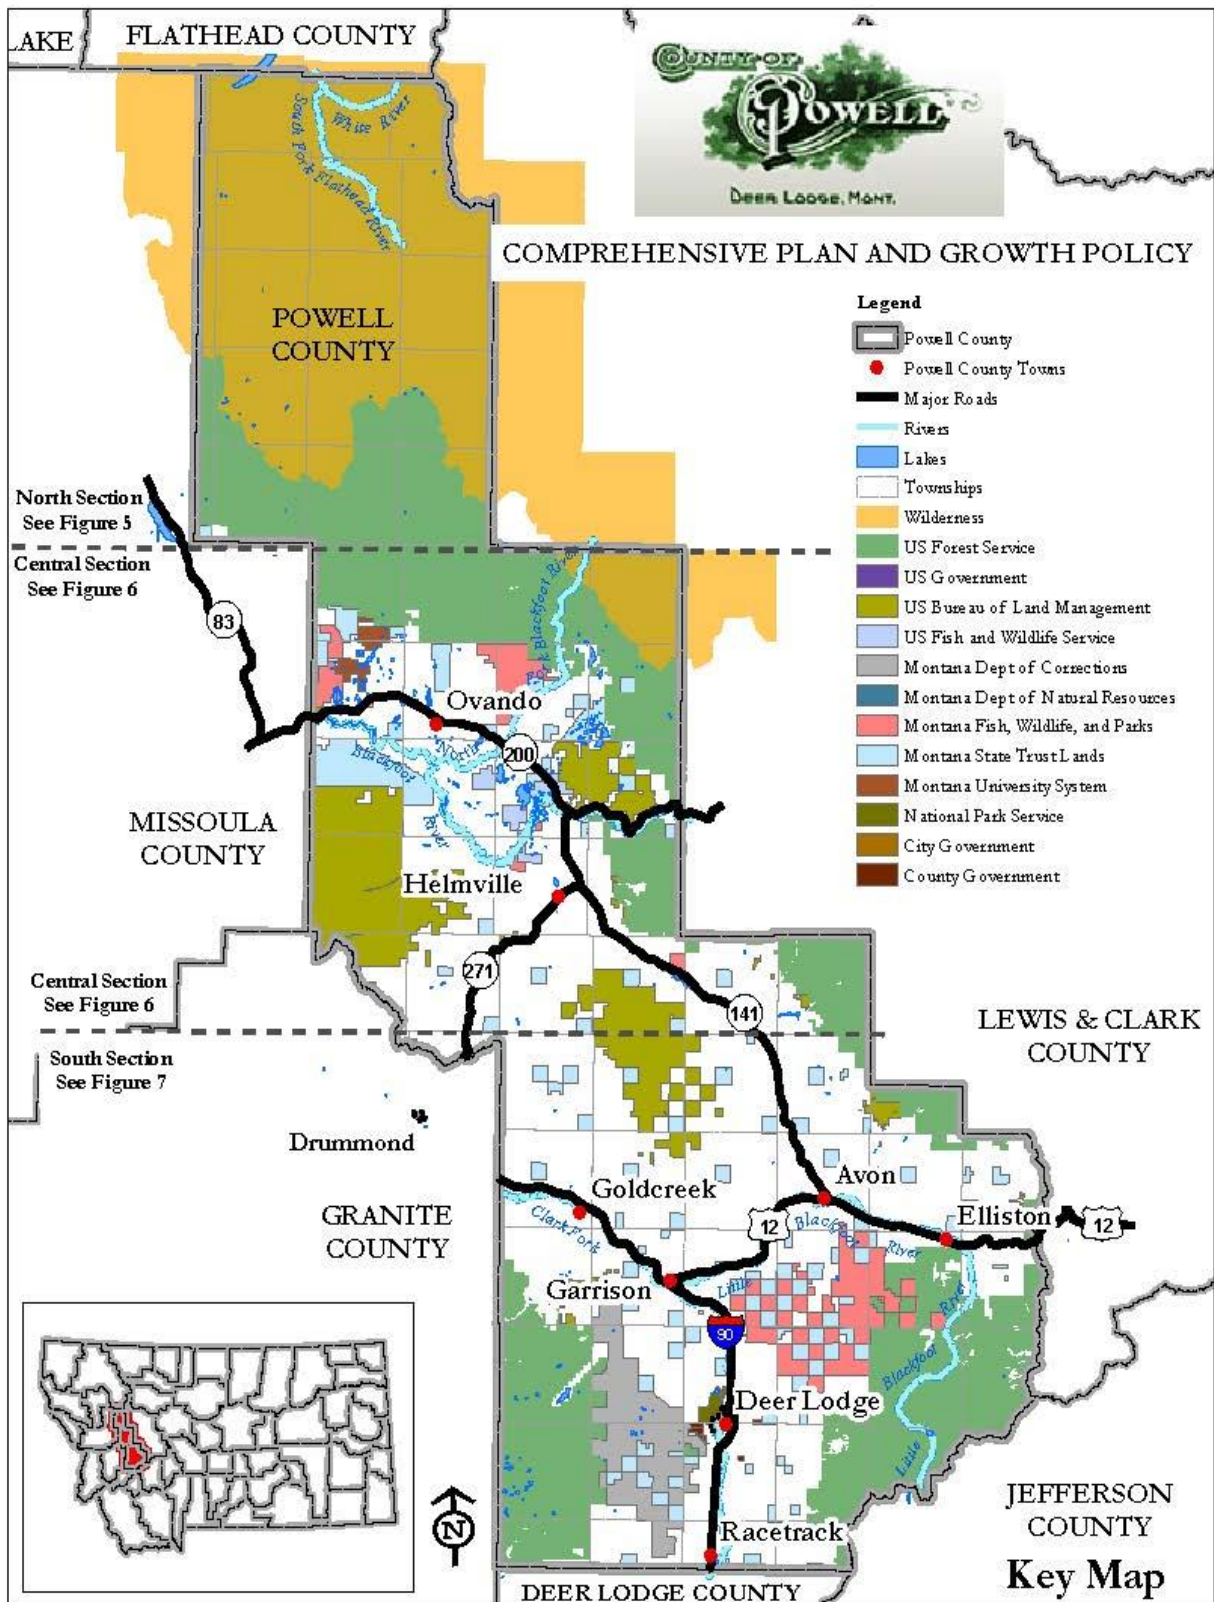 LAKE
FLATHEAD COUNTY
COUNTY OF
POWELL
DEER LODGE, MONT.
White River
South Fork Flathead River
COMPREHENSIVE PLAN AND GROWTH POLICY
POWELL
COUNTY
Legend
Powell County
Powell County Towns
Major Roads
Rivers
Lakes
Townships
Wilderness
US Forest Service
US Government
US Bureau of Land Management
US Fish and Wildlife Service
Montana Dept of Corrections
Montana Dept of Natural Resources
Montana Fish, Wildlife, and Parks
Montana State Trust Lands
Montana University System
National Park Service
City Government
County Government
North Section
See Figure 5
Central Section
See Figure 6
83
Fork Blackfoot River
Ovando
North
200
Blackfoot
River
MISSOULA
COUNTY
Helmville
271
Central Section
See Figure 6
141
LEWIS & CLARK
COUNTY
South Section
See Figure 7
Drummond
Avon
Goldcreek
Elliston
12
12
GRANITE
COUNTY
Clark Fork
Blackfoot
River
Garrison
Little
90
River
Blackfoot
Little
Deer Lodge
JEFFERSON
COUNTY
N
Racetrack
Key Map
DEER LODGE COUNTY